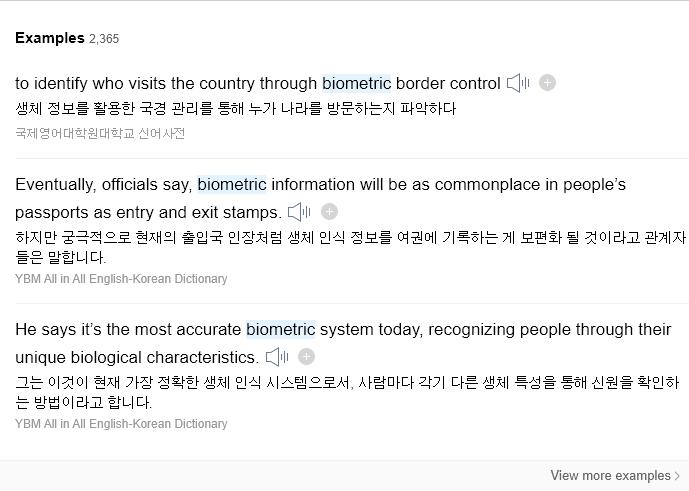 Examples 2,365
to identify who visits the country through biometric border control
생체 정보를 활용한 국경 관리를 통해 누가 나라를 방문하는지 파악하다
국제영어대학원대학교 신어사전
Eventually, officials say, biometric information will be as commonplace in people’s
passports as entry and exit stamps.
하지만 궁극적으로 현재의 출입국 인장처럼 생체 인식 정보를 여권에 기록하는 게 보편화 될 것이라고 관계자
들은 말합니다.
YBM All in All English-Korean Dictionary
He says it’s the most accurate biometric system today, recognizing people through their
unique biological characteristics.
그는 이것이 현재 가장 정확한 생체 인식 시스템으로서, 사람마다 각기 다른 생체 특성을 통해 신원을 확인하
는 방법이라고 합니다.
YBM All in All English-Korean Dictionary
View more examples